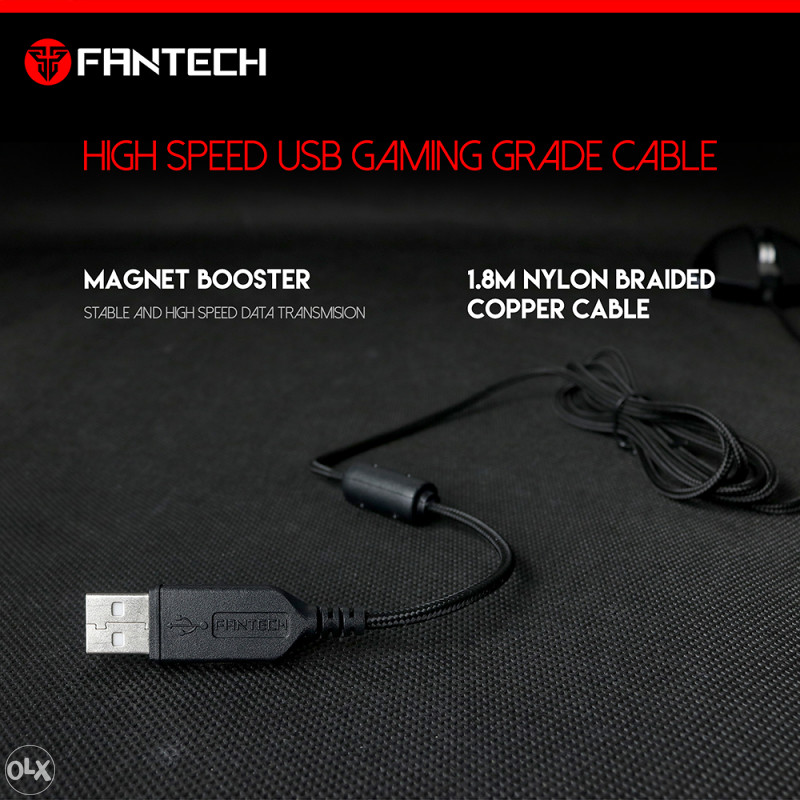 FANTECH
HIGH SPEED USB GAMING GRADE CABLE
MAGNET BOOSTER
STABLE AND HIGH SPEED DATA TRANSMISION
1.8M NYLON BRAIDED
COPPER CABLE
FANTECH
OLX